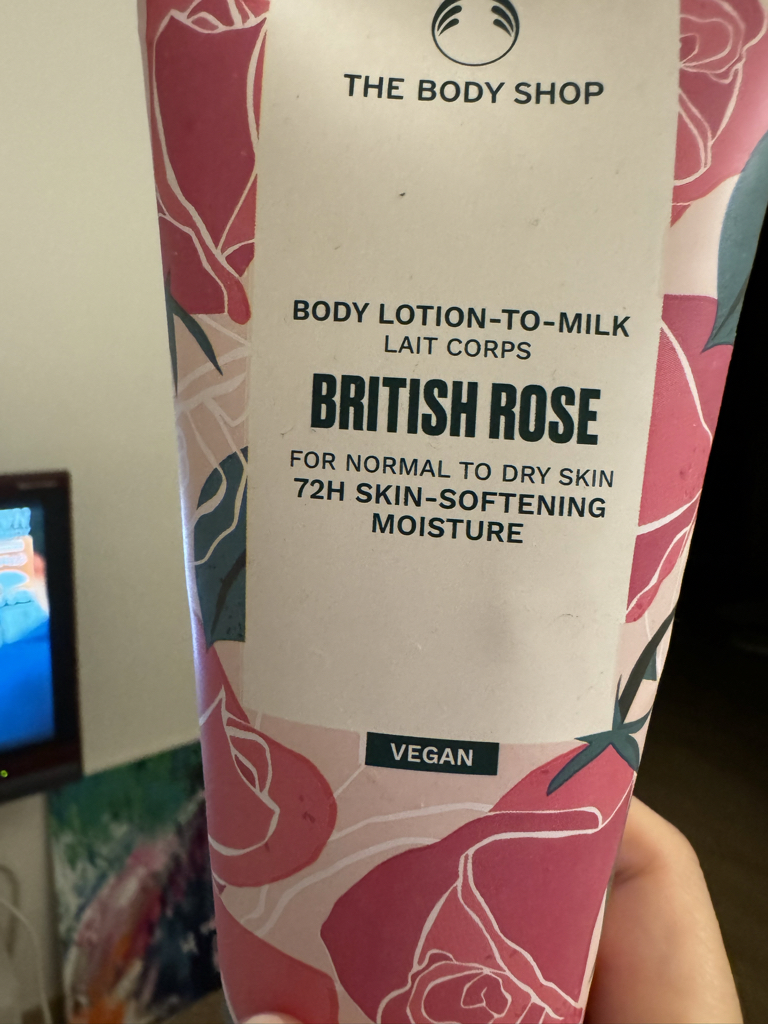 THE BODY SHOP
BODY LOTION-TO-MILK
LAIT CORPS
BRITISH ROSE
FOR NORMAL TO DRY SKIN
72H SKIN-SOFTENING
MOISTURE
VEGAN